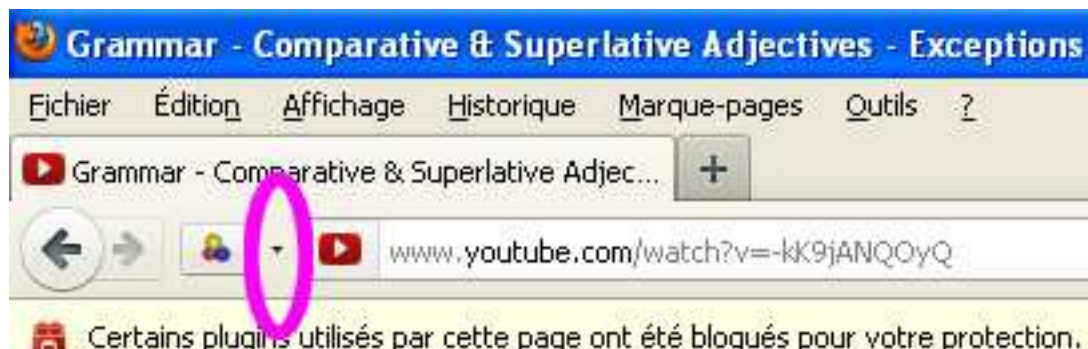 Grammar - Comparative & Superlative Adjectives - Exceptions
Fichier Édition Affichage Historique Marque-pages Outils ?
Grammar - Comparative & Superlative Adjec... +
www.youtube.com/watch?v=-kK9jANQOyQ
Certains plugins utilisés par cette page ont été bloqués pour votre protection.